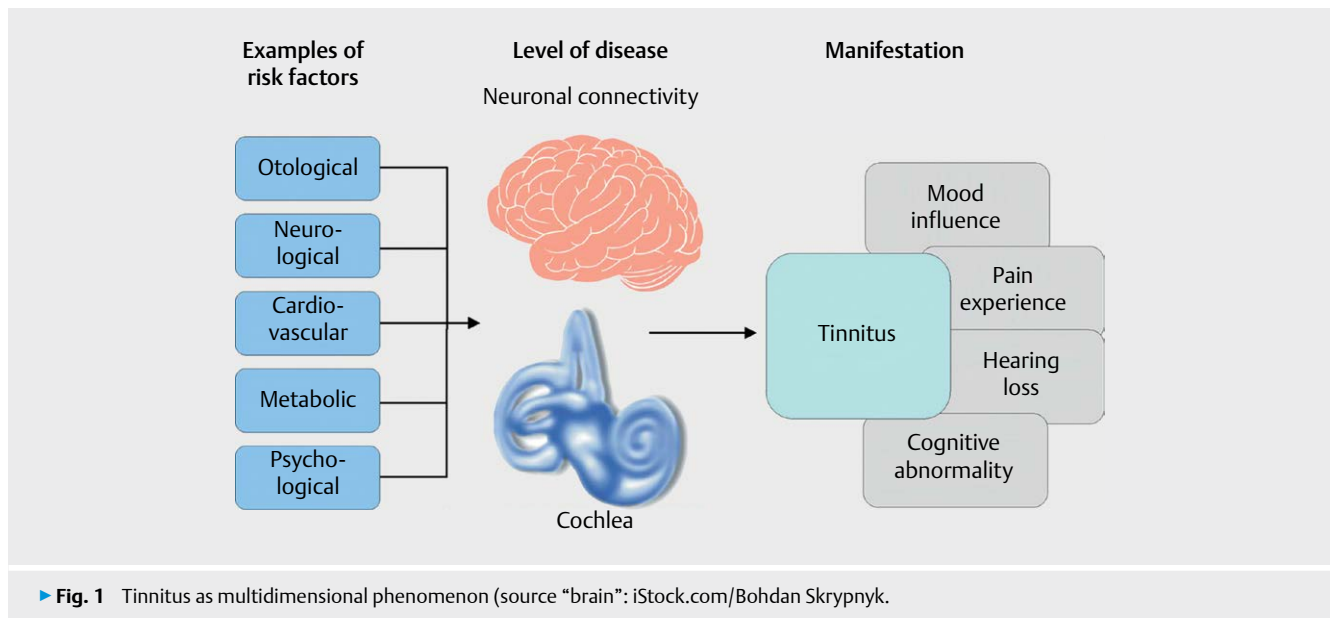 Examples of
risk factors
Level of disease
Manifestation
Neuronal connectivity
Otological
Neuro-
logical
Cardio-
vascular
Metabolic
Psycho-
logical
Cochlea
Tinnitus
Mood
influence
Pain
experience
Hearing
loss
Cognitive
abnormality
▶ Fig. 1 Tinnitus as multidimensional phenomenon (source “brain”: iStock.com/Bohdan Skrypnyk.